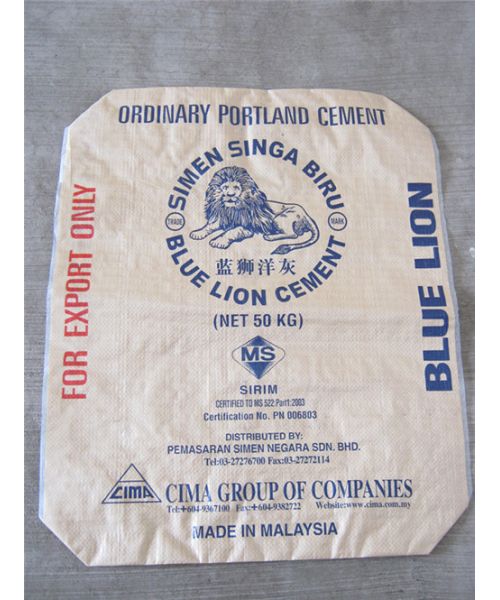 ORDINARY PORTLAND CEMENT
SIMEN SINGA BIRU
TRADE
MARK
蓝狮洋灰
BLUE LION CEMENT
(NET 50 KG)
FOR EXPORT ONLY
BLUE LION
MS
SIRIM
CERTIFIED TO MS 522 Part1:2003
Certification No. PN 006803
DISTRIBUTED BY:
PEMASARAN SIMEN NEGARA SDN. BHD.
Tel:03-27276700 Fax:03-27272114
CIMA
CIMA GROUP OF COMPANIES
Tel:+604-9367100 Fax:+604-9382722 Website:www.cima.com.my
MADE IN MALAYSIA